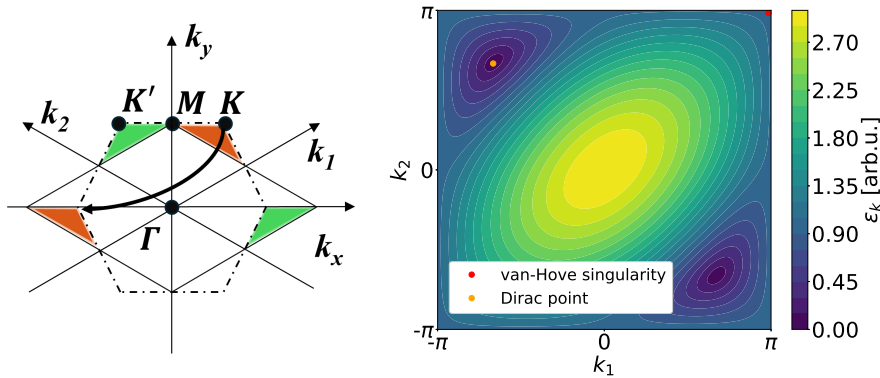 k_y
k_2
K'
M
K
k_1
Γ
k_x
π
k_2
0
-π
-π
0
π
k_1
van-Hove singularity
Dirac point
2.70
2.25
1.80
1.35
0.90
0.45
0.00
ε_k [arb.u.]